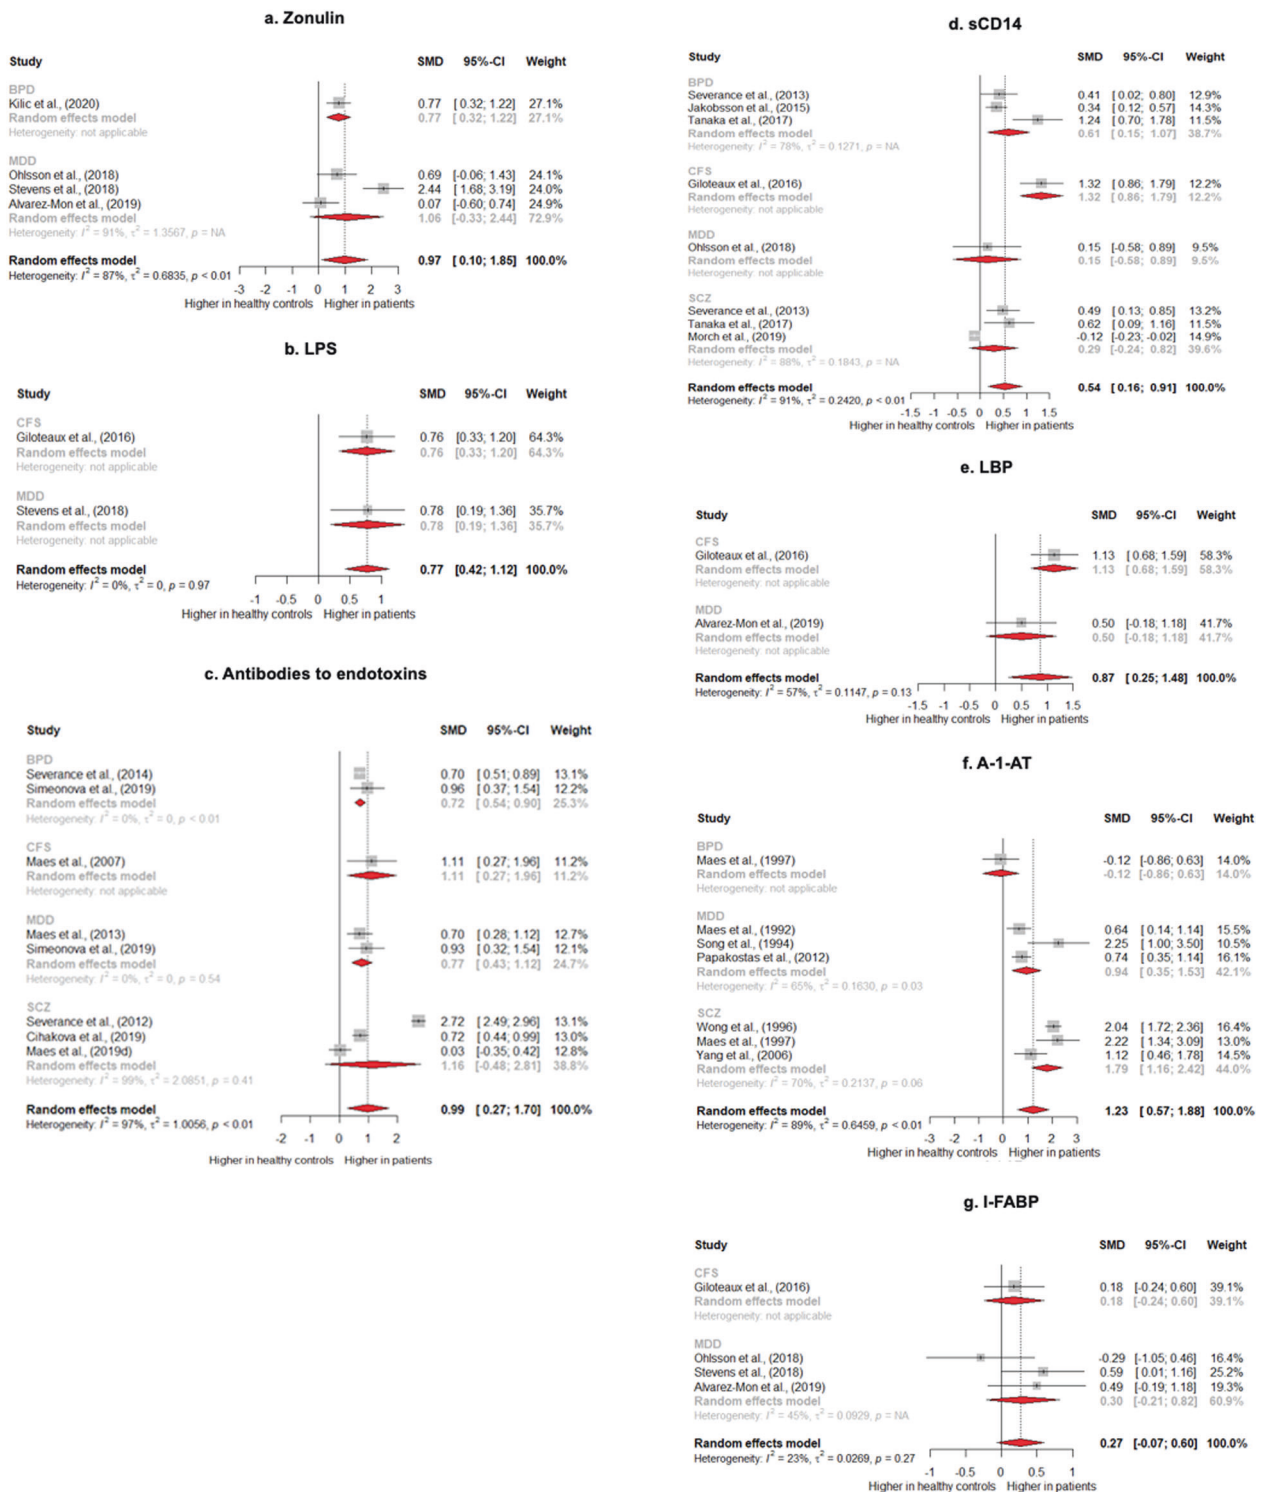 a. Zonulin
Study SMD 95%-CI Weight
BPD
Kilic et al., (2020) 0.77 [ 0.32; 1.22] 27.1%
Random effects model 0.77 [ 0.32; 1.22] 27.1%
Heterogeneity: not applicable
MDD
Ohlsson et al., (2018) 0.69 [-0.06; 1.43] 24.1%
Stevens et al., (2018) 2.44 [ 1.68; 3.19] 24.0%
Alvarez-Mon et al., (2019) 0.07 [-0.60; 0.74] 24.9%
Random effects model 1.06 [-0.33; 2.44] 72.9%
Heterogeneity: I² = 91%, τ² = 1.3567, p = NA
Random effects model 0.97 [ 0.10; 1.85] 100.0%
Heterogeneity: I² = 87%, τ² = 0.6835, p < 0.01
-3 -2 -1 0 1 2 3
Higher in healthy controls Higher in patients
b. LPS
Study SMD 95%-CI Weight
CFS
Giloteaux et al., (2016) 0.76 [0.33; 1.20] 64.3%
Random effects model 0.76 [0.33; 1.20] 64.3%
Heterogeneity: not applicable
MDD
Stevens et al., (2018) 0.78 [0.19; 1.36] 35.7%
Random effects model 0.78 [0.19; 1.36] 35.7%
Heterogeneity: not applicable
Random effects model 0.77 [0.42; 1.12] 100.0%
Heterogeneity: I² = 0%, τ² = 0, p = 0.97
-1 -0.5 0 0.5 1
Higher in healthy controls Higher in patients
c. Antibodies to endotoxins
Study SMD 95%-CI Weight
BPD
Severance et al., (2014) 0.70 [ 0.51; 0.89] 13.1%
Simeonova et al., (2019) 0.96 [ 0.37; 1.54] 12.2%
Random effects model 0.72 [ 0.54; 0.90] 25.3%
Heterogeneity: I² = 0%, τ² = 0, p < 0.01
CFS
Maes et al., (2007) 1.11 [ 0.27; 1.96] 11.2%
Random effects model 1.11 [ 0.27; 1.96] 11.2%
Heterogeneity: not applicable
MDD
Maes et al., (2013) 0.70 [ 0.28; 1.12] 12.7%
Simeonova et al., (2019) 0.93 [ 0.32; 1.54] 12.1%
Random effects model 0.77 [ 0.43; 1.12] 24.7%
Heterogeneity: I² = 0%, τ² = 0, p = 0.54
SCZ
Severance et al., (2012) 2.72 [ 2.49; 2.96] 13.1%
Cihakova et al., (2019) 0.72 [ 0.44; 0.99] 13.0%
Maes et al., (2019d) 0.03 [-0.35; 0.42] 12.8%
Random effects model 1.16 [-0.48; 2.81] 38.8%
Heterogeneity: I² = 99%, τ² = 2.0851, p = 0.41
Random effects model 0.99 [ 0.27; 1.70] 100.0%
Heterogeneity: I² = 97%, τ² = 1.0056, p < 0.01
-2 -1 0 1 2
Higher in healthy controls Higher in patients
d. sCD14
Study SMD 95%-CI Weight
BPD
Severance et al., (2013) 0.41 [ 0.02; 0.80] 12.9%
Jakobsson et al., (2015) 0.34 [ 0.12; 0.57] 14.3%
Tanaka et al., (2017) 1.24 [ 0.70; 1.78] 11.5%
Random effects model 0.61 [ 0.15; 1.07] 38.7%
Heterogeneity: I² = 78%, τ² = 0.1271, p = NA
CFS
Giloteaux et al., (2016) 1.32 [ 0.86; 1.79] 12.2%
Random effects model 1.32 [ 0.86; 1.79] 12.2%
Heterogeneity: not applicable
MDD
Ohlsson et al., (2018) 0.15 [-0.58; 0.89] 9.5%
Random effects model 0.15 [-0.58; 0.89] 9.5%
Heterogeneity: not applicable
SCZ
Severance et al., (2013) 0.49 [ 0.13; 0.85] 13.2%
Tanaka et al., (2017) 0.62 [ 0.09; 1.16] 11.5%
Morch et al., (2019) -0.12 [-0.23; -0.02] 14.9%
Random effects model 0.29 [-0.24; 0.82] 39.6%
Heterogeneity: I² = 88%, τ² = 0.1843, p = NA
Random effects model 0.54 [ 0.16; 0.91] 100.0%
Heterogeneity: I² = 91%, τ² = 0.2420, p < 0.01
-1.5 -1 -0.5 0 0.5 1 1.5
Higher in healthy controls Higher in patients
e. LBP
Study SMD 95%-CI Weight
CFS
Giloteaux et al., (2016) 1.13 [ 0.68; 1.59] 58.3%
Random effects model 1.13 [ 0.68; 1.59] 58.3%
Heterogeneity: not applicable
MDD
Alvarez-Mon et al., (2019) 0.50 [-0.18; 1.18] 41.7%
Random effects model 0.50 [-0.18; 1.18] 41.7%
Heterogeneity: not applicable
Random effects model 0.87 [ 0.25; 1.48] 100.0%
Heterogeneity: I² = 57%, τ² = 0.1147, p = 0.13
-1.5 -1 -0.5 0 0.5 1 1.5
Higher in healthy controls Higher in patients
f. A-1-AT
Study SMD 95%-CI Weight
BPD
Maes et al., (1997) -0.12 [-0.86; 0.63] 14.0%
Random effects model -0.12 [-0.86; 0.63] 14.0%
Heterogeneity: not applicable
MDD
Maes et al., (1992) 0.64 [ 0.14; 1.14] 15.5%
Song et al., (1994) 2.25 [ 1.00; 3.50] 10.5%
Papakostas et al., (2012) 0.74 [ 0.35; 1.14] 16.1%
Random effects model 0.94 [ 0.35; 1.53] 42.1%
Heterogeneity: I² = 65%, τ² = 0.1630, p = 0.03
SCZ
Wong et al., (1996) 2.04 [ 1.72; 2.36] 16.4%
Maes et al., (1997) 2.22 [ 1.34; 3.09] 13.0%
Yang et al., (2006) 1.12 [ 0.46; 1.78] 14.5%
Random effects model 1.79 [ 1.16; 2.42] 44.0%
Heterogeneity: I² = 70%, τ² = 0.2137, p = 0.06
Random effects model 1.23 [ 0.57; 1.88] 100.0%
Heterogeneity: I² = 89%, τ² = 0.6459, p < 0.01
-3 -2 -1 0 1 2 3
Higher in healthy controls Higher in patients
g. I-FABP
Study SMD 95%-CI Weight
CFS
Giloteaux et al., (2016) 0.18 [-0.24; 0.60] 39.1%
Random effects model 0.18 [-0.24; 0.60] 39.1%
Heterogeneity: not applicable
MDD
Ohlsson et al., (2018) -0.29 [-1.05; 0.46] 16.4%
Stevens et al., (2018) 0.59 [ 0.01; 1.16] 25.2%
Alvarez-Mon et al., (2019) 0.49 [-0.19; 1.18] 19.3%
Random effects model 0.30 [-0.21; 0.82] 60.9%
Heterogeneity: I² = 45%, τ² = 0.0929, p = NA
Random effects model 0.27 [-0.07; 0.60] 100.0%
Heterogeneity: I² = 23%, τ² = 0.0269, p = 0.27
-1 -0.5 0 0.5 1
Higher in healthy controls Higher in patients